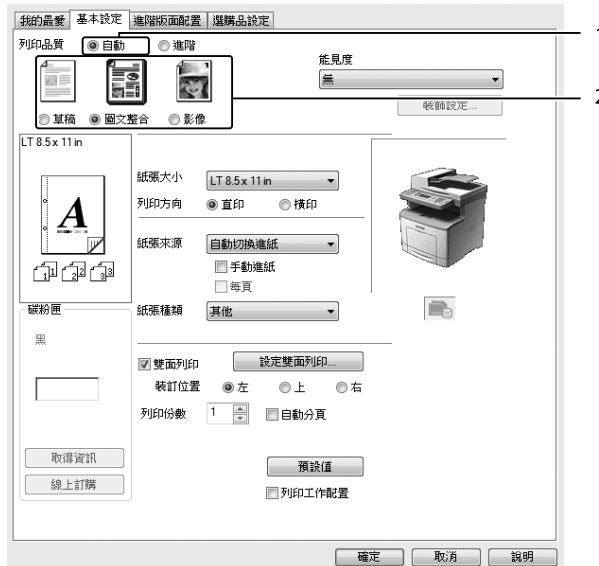 我的最愛 基本設定 進階版面配置 選購品設定
列印品質 自動 進階
1
能見度
無
2
裝飾設定...
草稿 圖文整合 影像
LT 8.5 x 11 in
紙張大小 LT 8.5 x 11 in
列印方向 直印 橫印
A
紙張來源 自動切換進紙
手動進紙
每頁
1 1 2 2 3 3
碳粉匣
紙張種類 其他
黑
雙面列印 設定雙面列印...
裝訂位置 左 上 右
列印份數 1 自動分頁
取得資訊
預設值
線上訂購
列印工作配置
確定 取消 說明